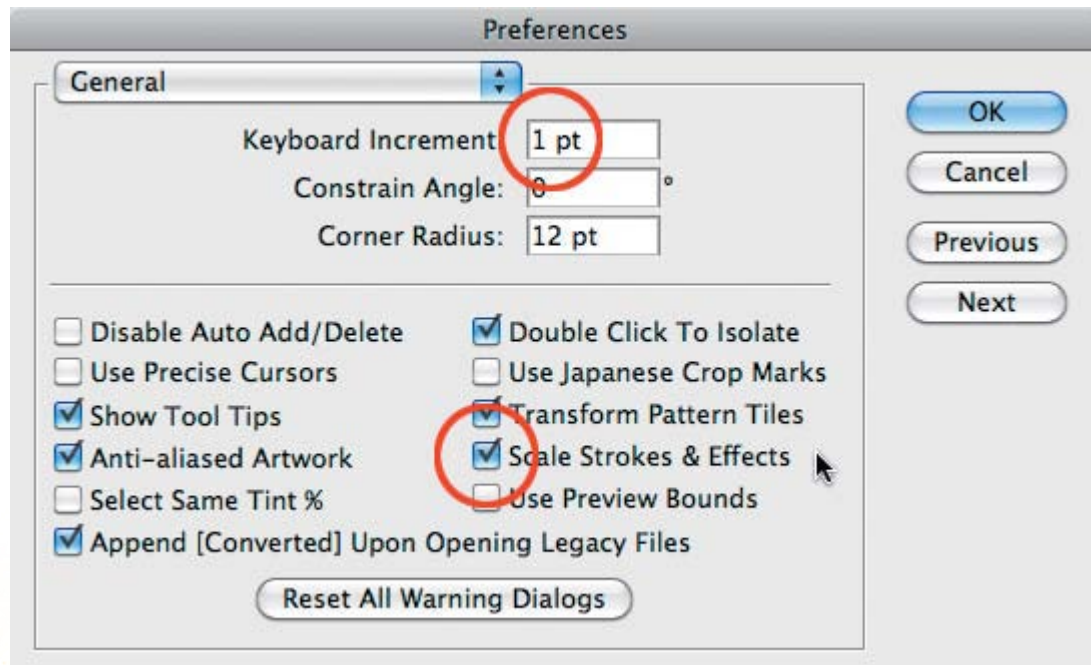 Preferences
General
Keyboard Increment: 1 pt
Constrain Angle: 0 °
Corner Radius: 12 pt
OK
Cancel
Previous
Next
Disable Auto Add/Delete
Double Click To Isolate
Use Precise Cursors
Use Japanese Crop Marks
Show Tool Tips
Transform Pattern Tiles
Anti-aliased Artwork
Scale Strokes & Effects
Select Same Tint %
Use Preview Bounds
Append [Converted] Upon Opening Legacy Files
Reset All Warning Dialogs